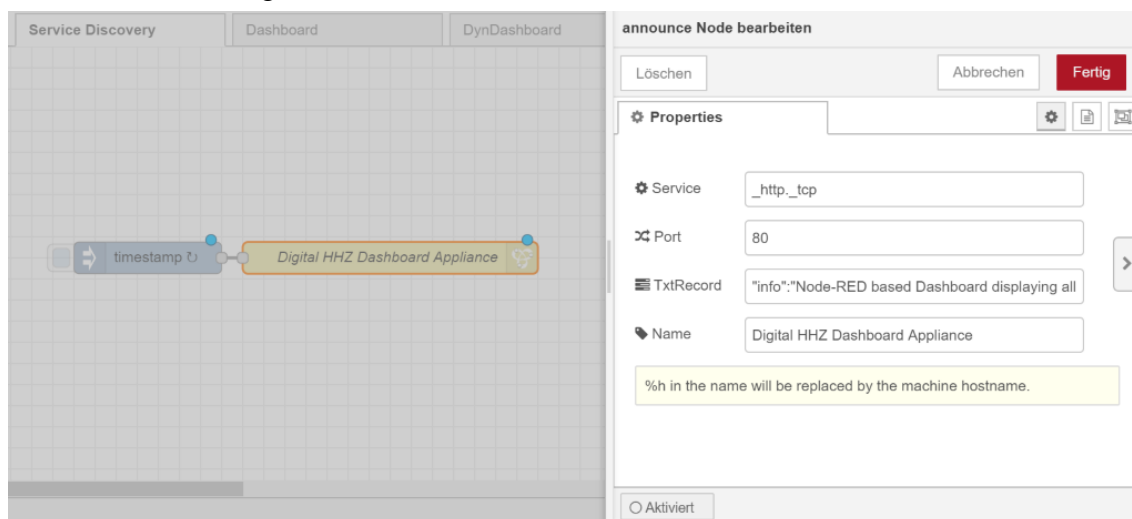 Service Discovery
Dashboard
DynDashboard
timestamp ↻
Digital HHZ Dashboard Appliance
announce Node bearbeiten
Löschen
Abbrechen
Fertig
Properties
Service
_http._tcp
Port
80
TxtRecord
"info":"Node-RED based Dashboard displaying all
Name
Digital HHZ Dashboard Appliance
%h in the name will be replaced by the machine hostname.
Aktiviert